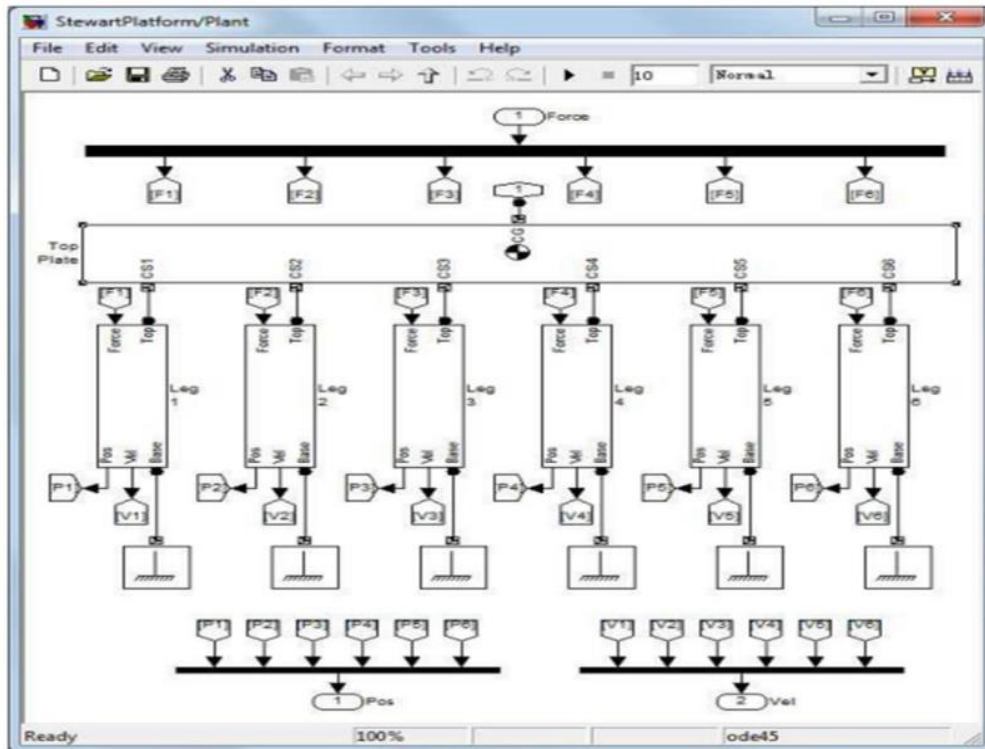 StewartPlatform/Plant
File Edit View Simulation Format Tools Help
10 Normal
1 Force
[F1] [F2] [F3] [F4] [F5] [F6]
1
CG
Top
Plate
CS1 CS2 CS3 CS4 CS5 CS6
[F1] [F2] [F3] [F4] [F5] [F6]
Force Top Force Top Force Top Force Top Force Top Force Top
Leg Leg Leg Leg Leg Leg
1 2 3 4 5 6
Pos Vel Base Pos Vel Base Pos Vel Base Pos Vel Base Pos Vel Base Pos Vel Base
[P1] [P2] [P3] [P4] [P5] [P6]
[V1] [V2] [V3] [V4] [V5] [V6]
[P1] [P2] [P3] [P4] [P5] [P6] [V1] [V2] [V3] [V4] [V5] [V6]
1 Pos 2 Vel
Ready 100% ode45